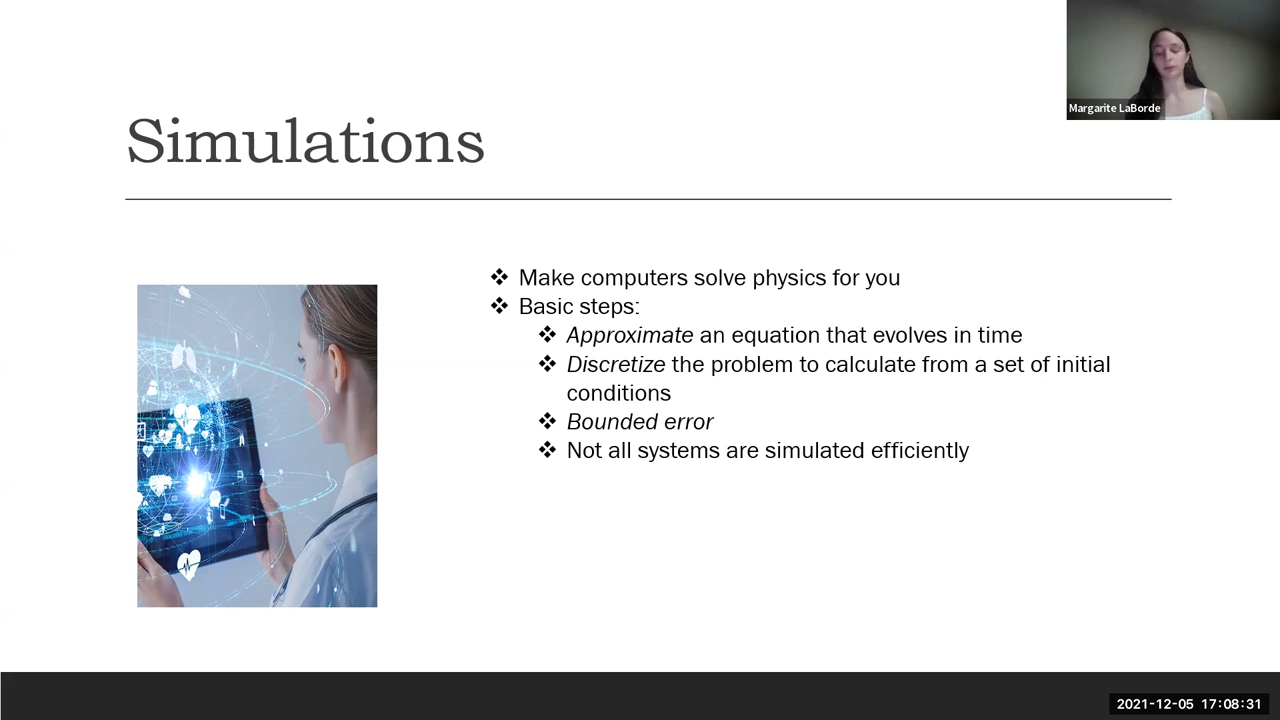 Margarite LaBorde
Simulations
❖ Make computers solve physics for you
❖ Basic steps:
❖ Approximate an equation that evolves in time
❖ Discretize the problem to calculate from a set of initial
conditions
❖ Bounded error
❖ Not all systems are simulated efficiently
2021-12-05 17:08:31